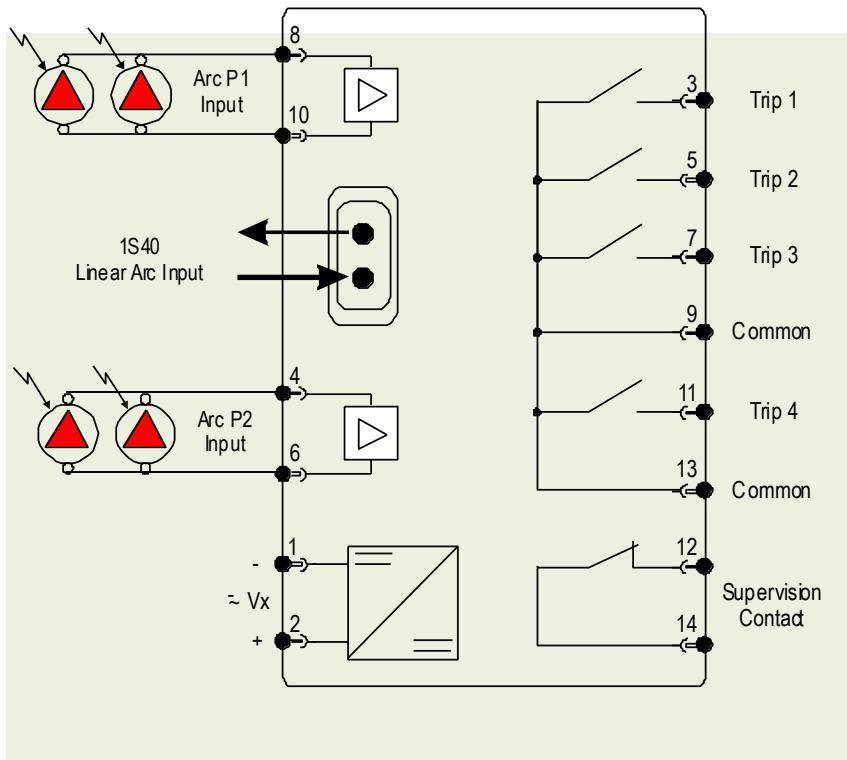 8
Arc P1
Input
10
1S40
Linear Arc Input
4
Arc P2
Input
6
-
1
~ Vx
+
2
3
Trip 1
5
Trip 2
7
Trip 3
9
Common
11
Trip 4
13
Common
12
Supervision
Contact
14